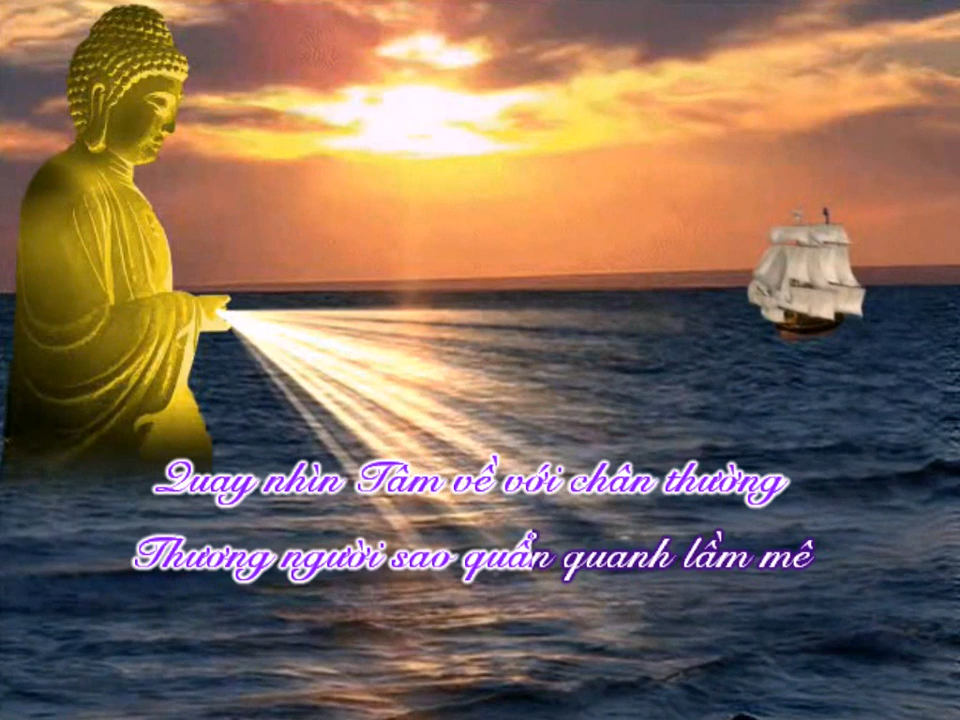 Quay nhìn Tâm về với chân thường
Thương người sao quẩn quanh lầm mê